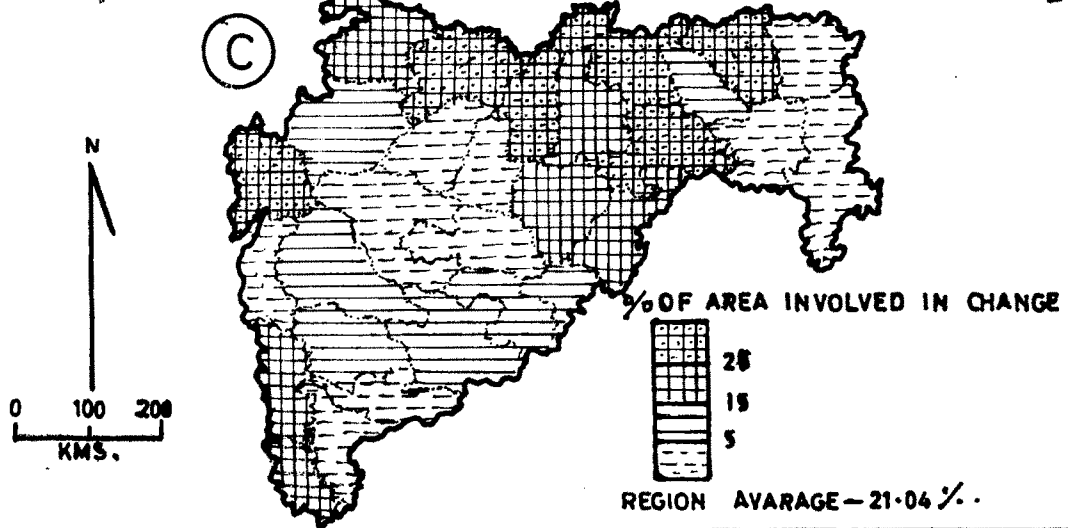 C
N
% OF AREA INVOLVED IN CHANGE
25
15
5
0 100 200
KMS.
REGION AVARAGE - 21.04 %.